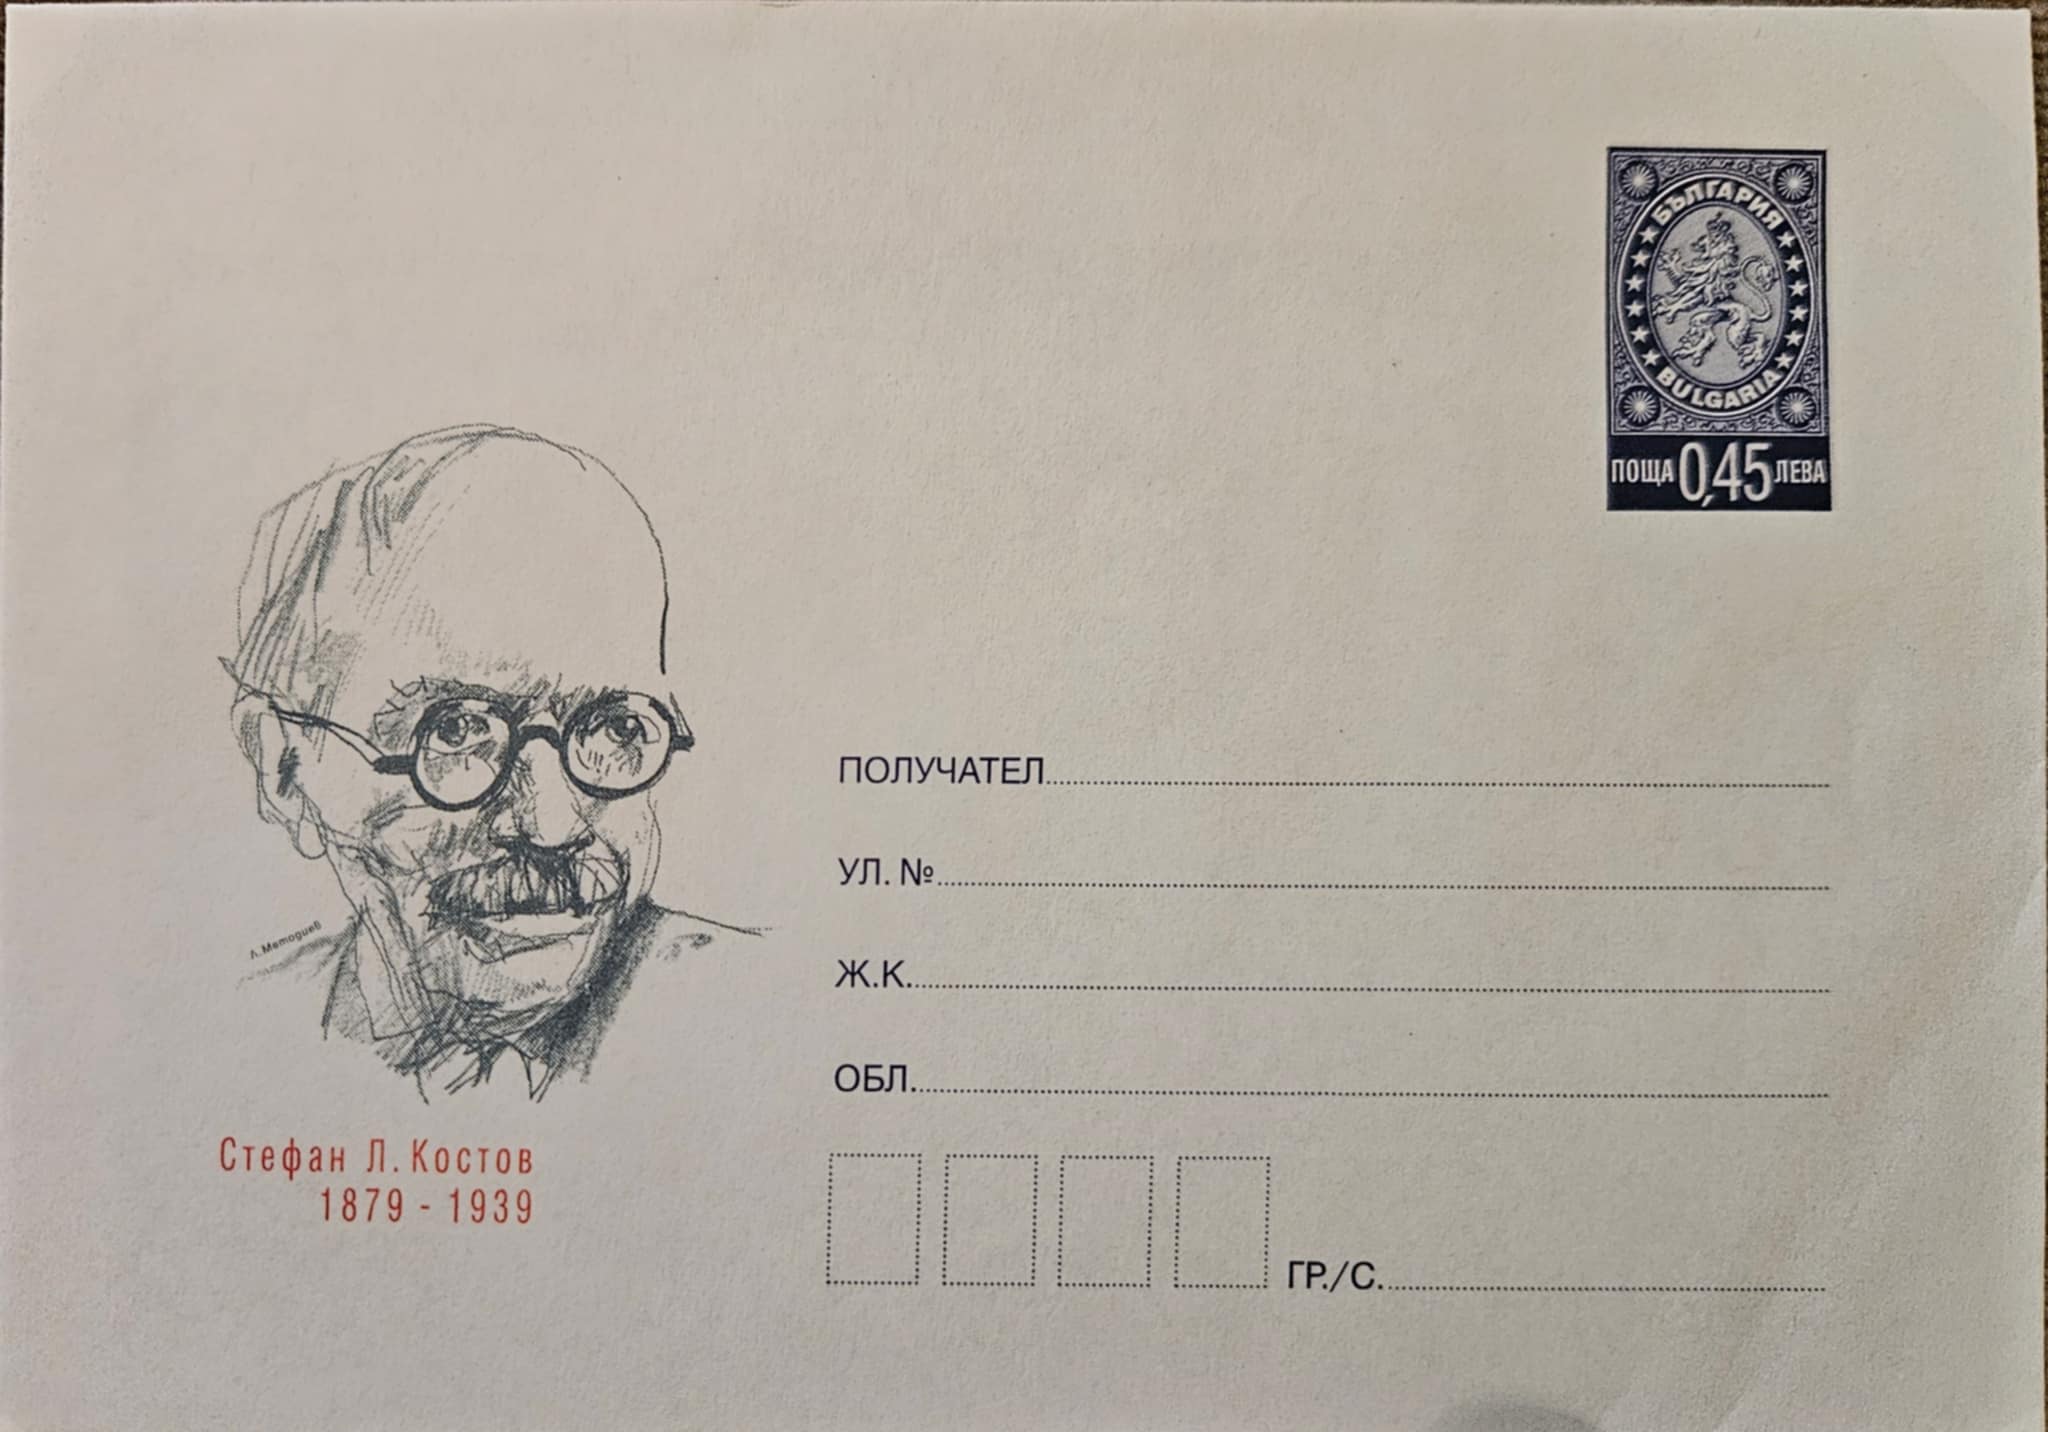 БЪЛГАРИЯ
BULGARIA
ПОЩА 0,45 ЛЕВА
ПОЛУЧАТЕЛ
УЛ. №
Ж.К.
ОБЛ.
Л. Методиев
Стефан Л. Костов
1879 - 1939
ГР./С.